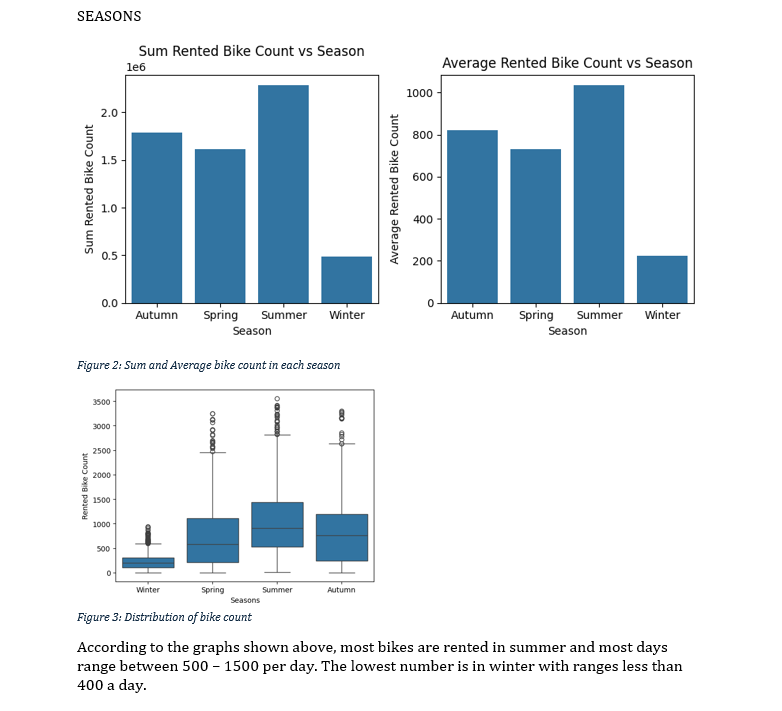 SEASONS
Sum Rented Bike Count vs Season
1e6
2.0
1.5
1.0
0.5
0.0
Sum Rented Bike Count
Autumn Spring Summer Winter
Season
Average Rented Bike Count vs Season
1000
800
600
400
200
0
Average Rented Bike Count
Autumn Spring Summer Winter
Season
Figure 2: Sum and Average bike count in each season
3500
3000
2500
2000
1500
1000
500
0
Rented Bike Count
Winter Spring Summer Autumn
Seasons
Figure 3: Distribution of bike count
According to the graphs shown above, most bikes are rented in summer and most days
range between 500 – 1500 per day. The lowest number is in winter with ranges less than
400 a day.